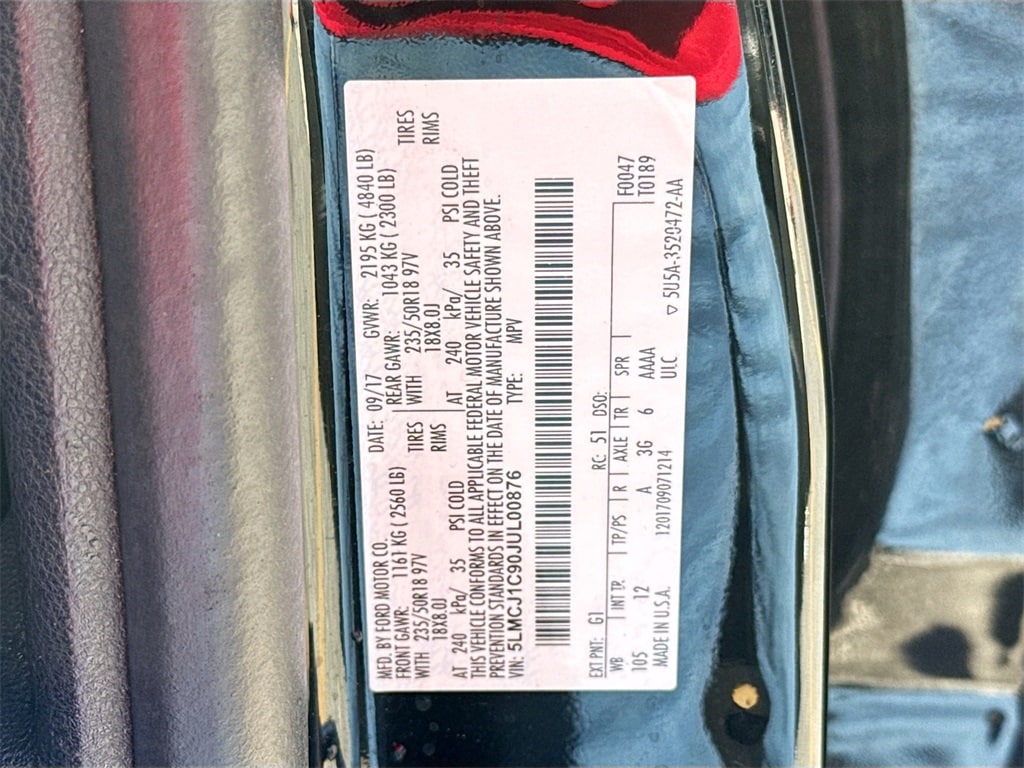 MFD. BY FORD MOTOR CO.
DATE: 09/17 GVWR: 2195 KG ( 4840 LB)
FRONT GAWR: 1161 KG ( 2560 LB) REAR GAWR: 1043 KG ( 2300 LB)
WITH 235/50R18 97V TIRES WITH 235/50R18 97V TIRES
18X8.0J RIMS 18X8.0J RIMS
AT 240 kPa/ 35 PSI COLD AT 240 kPa/ 35 PSI COLD
THIS VEHICLE CONFORMS TO ALL APPLICABLE FEDERAL MOTOR VEHICLE SAFETY AND THEFT
PREVENTION STANDARDS IN EFFECT ON THE DATE OF MANUFACTURE SHOWN ABOVE.
VIN: 5LMCJ1C90JUL00876 TYPE: MPV
EXT PNT: G1 RC: 51 DSO:
WB INT TR. TP/PS R AXLE TR SPR F0047
105 12 A 3G 6 AAAA T0189
MADE IN U.S.A. 1201709071214 ULC
▽ 5U5A-3S20472-AA